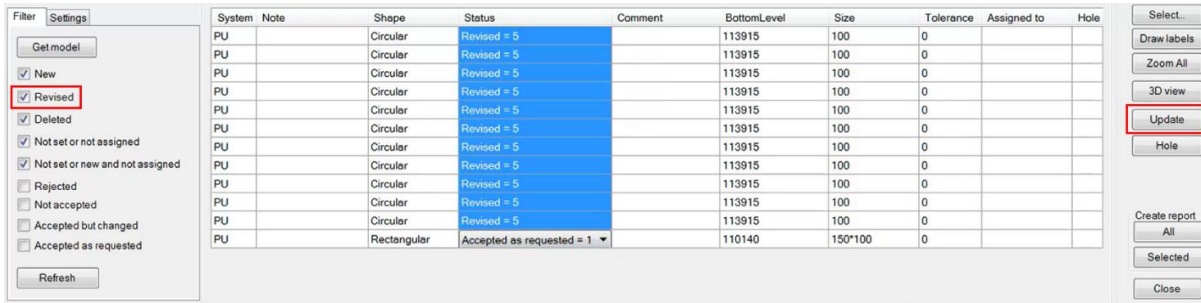 Filter Settings
Get model
New
Revised
Deleted
Not set or not assigned
Not set or new and not assigned
Rejected
Not accepted
Accepted but changed
Accepted as requested
Refresh
System Note Shape Status Comment BottomLevel Size Tolerance Assigned to Hole
PU Circular Revised = 5 113915 100 0
PU Circular Revised = 5 113915 100 0
PU Circular Revised = 5 113915 100 0
PU Circular Revised = 5 113915 100 0
PU Circular Revised = 5 113915 100 0
PU Circular Revised = 5 113915 100 0
PU Circular Revised = 5 113915 100 0
PU Circular Revised = 5 113915 100 0
PU Circular Revised = 5 113915 100 0
PU Circular Revised = 5 113915 100 0
PU Circular Revised = 5 113915 100 0
PU Rectangular Accepted as requested = 1 110140 150*100 0
Select..
Draw labels
Zoom All
3D view
Update
Hole
Create report
All
Selected
Close